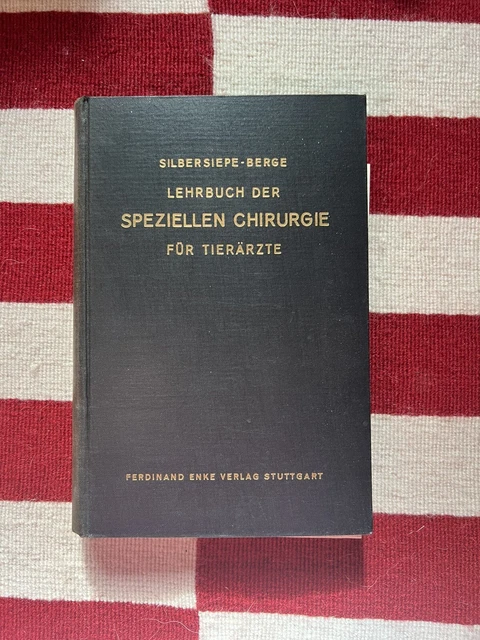 SILBERSIEPE-BERGE
LEHRBUCH DER
SPEZIELLEN CHIRURGIE
FÜR TIERÄRZTE
FERDINAND ENKE VERLAG STUTTGART